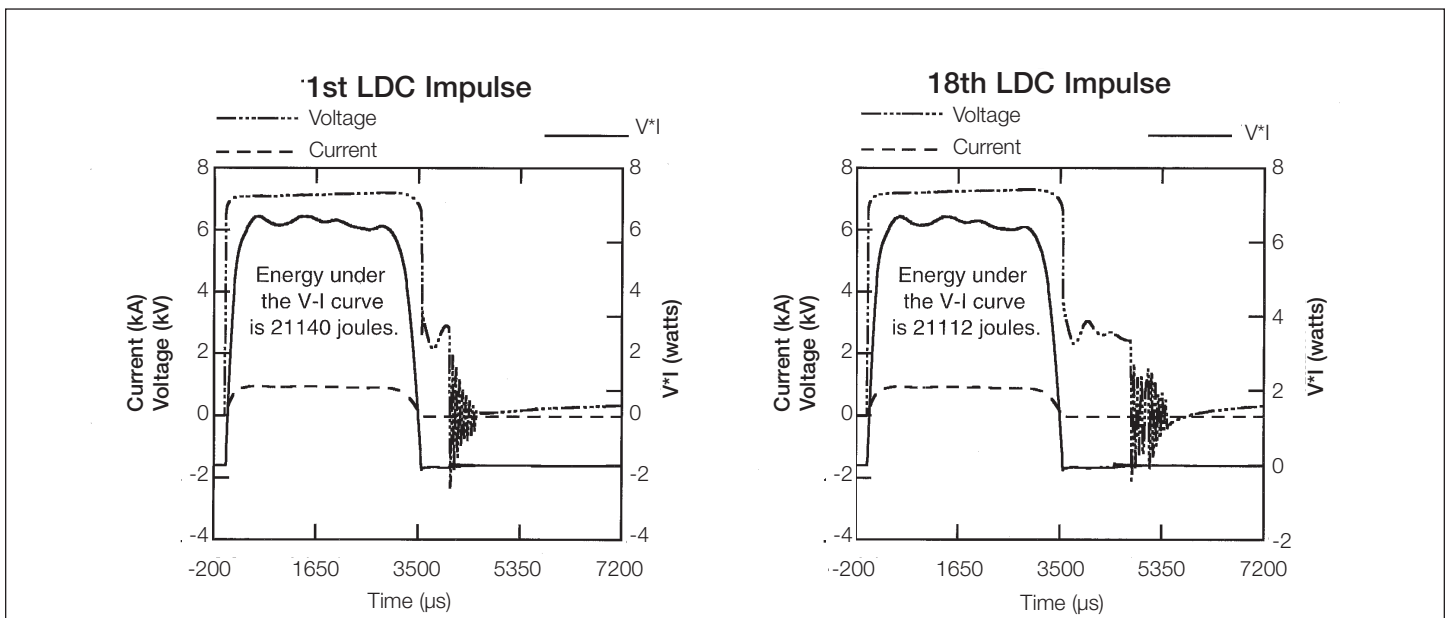 1st LDC Impulse
Voltage
V*I
Current
8
6
4
2
0
-2
-4
8
6
4
2
0
-2
-4
Current (kA)
Voltage (kV)
V*I (watts)
Energy under
the V-I curve
is 21140 joules.
-200 1650 3500 5350 7200
Time (µs)
18th LDC Impulse
Voltage
V*I
Current
8
6
4
2
0
-2
-4
8
6
4
2
0
-2
Current (kA)
Voltage (kV)
V*I (watts)
Energy under
the V-I curve
is 21112 joules.
-200 1650 3500 5350 7200
Time (µs)